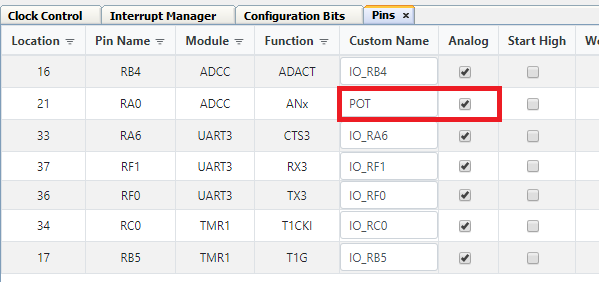 Clock Control Interrupt Manager Configuration Bits Pins ×
Location Pin Name Module Function Custom Name Analog Start High
16 RB4 ADCC ADACT IO_RB4
21 RA0 ADCC ANx POT
33 RA6 UART3 CTS3 IO_RA6
37 RF1 UART3 RX3 IO_RF1
36 RF0 UART3 TX3 IO_RF0
34 RC0 TMR1 T1CKI IO_RC0
17 RB5 TMR1 T1G IO_RB5